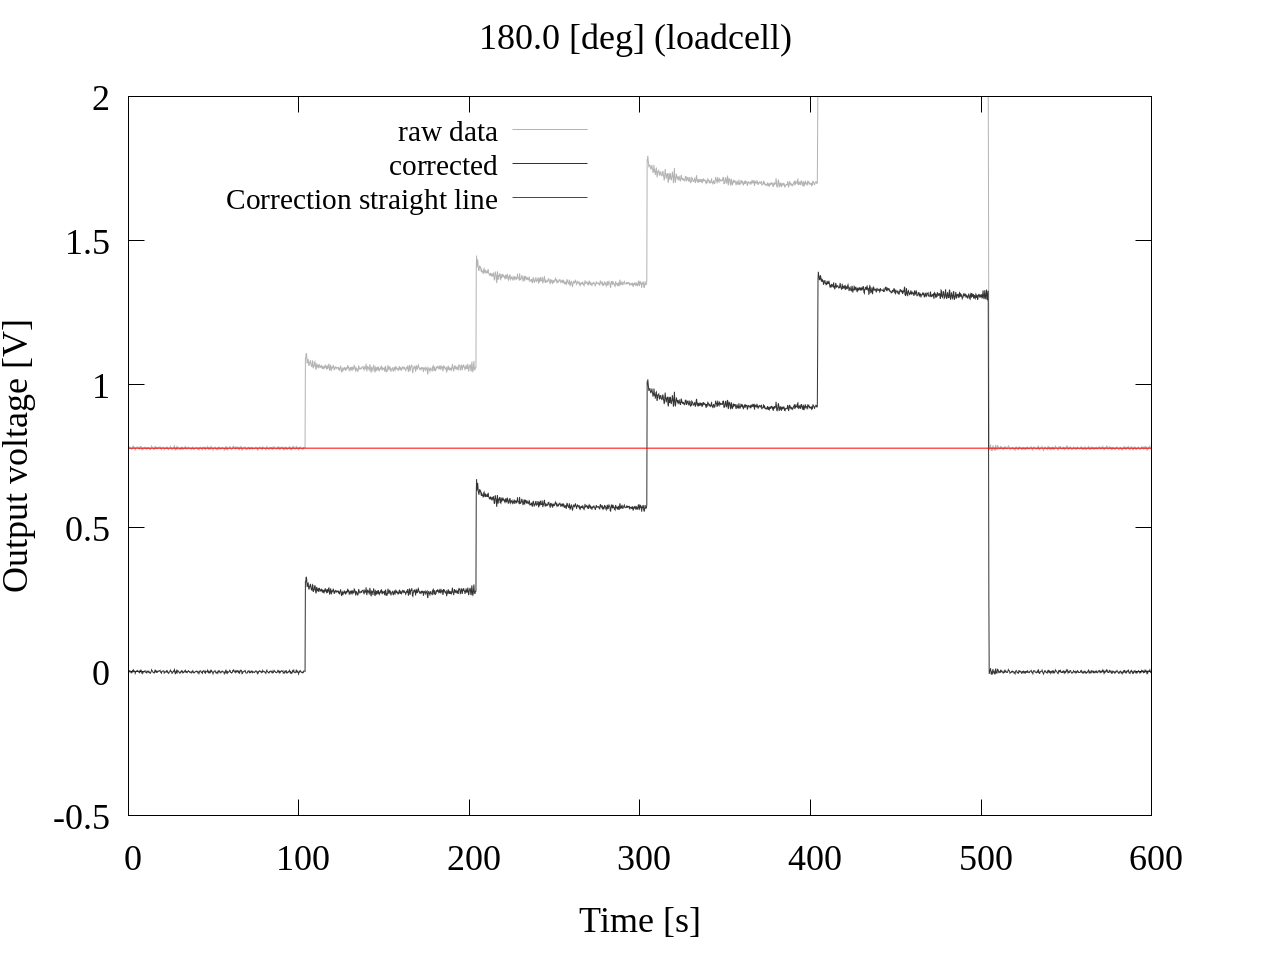 180.0 [deg] (loadcell)
2
1.5
1
0.5
0
-0.5
raw data
corrected
Correction straight line
Output voltage [V]
0 100 200 300 400 500 600
Time [s]